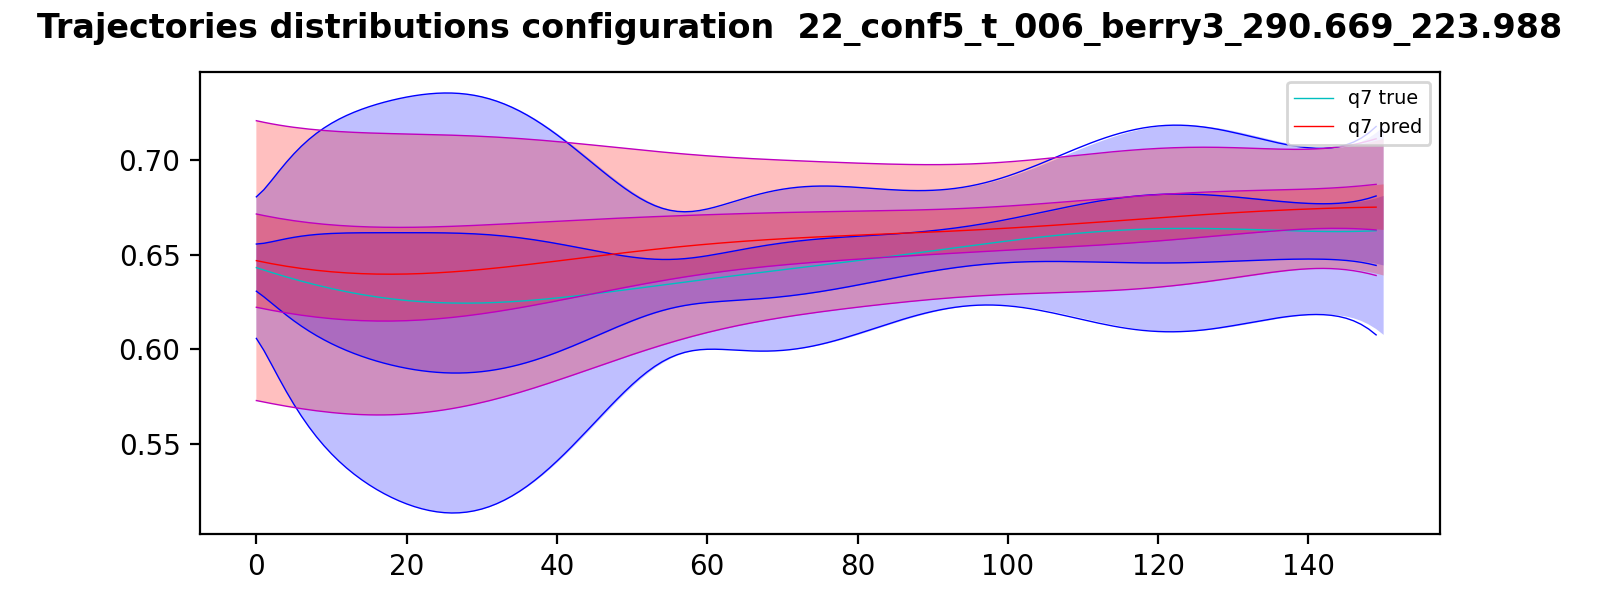 Trajectories distributions configuration  22_conf5_t_006_berry3_290.669_223.988
q7 true
q7 pred
0.70
0.65
0.60
0.55
0 20 40 60 80 100 120 140